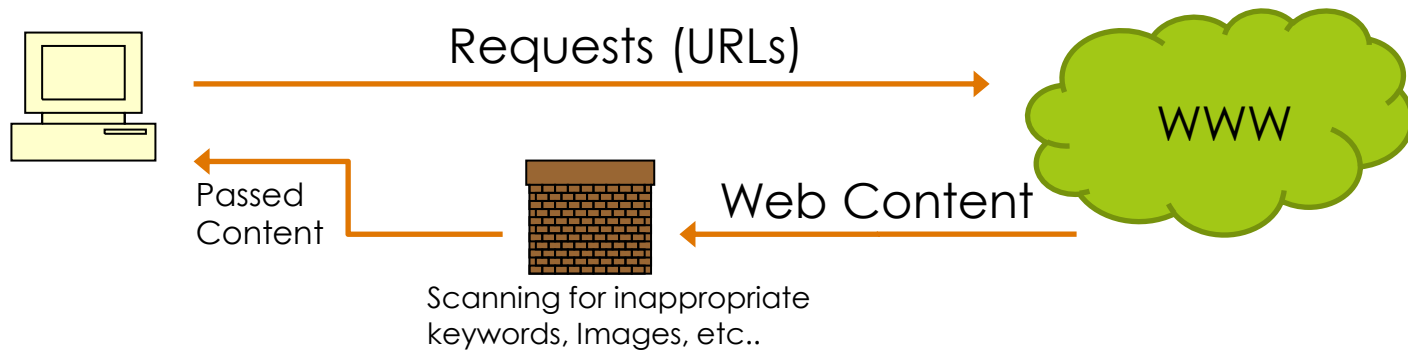 Requests (URLs)
WWW
Passed
Content
Web Content
Scanning for inappropriate
keywords, Images, etc..